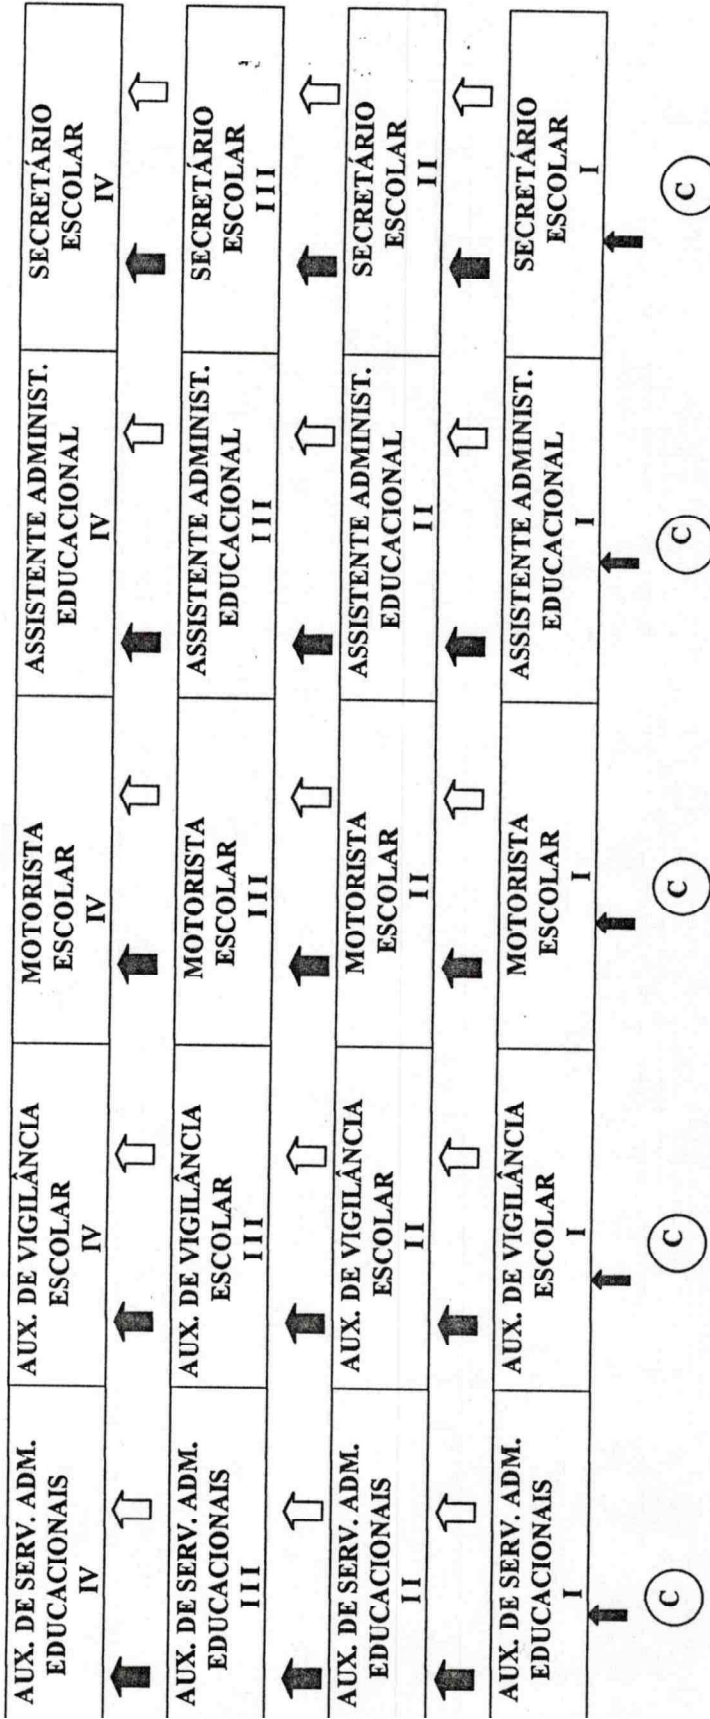 AUX. DE SERV. ADM.
EDUCACIONAIS
IV
AUX. DE VIGILÂNCIA
ESCOLAR
IV
MOTORISTA
ESCOLAR
IV
ASSISTENTE ADMINIST.
EDUCACIONAL
IV
SECRETÁRIO
ESCOLAR
IV
AUX. DE SERV. ADM.
EDUCACIONAIS
III
AUX. DE VIGILÂNCIA
ESCOLAR
III
MOTORISTA
ESCOLAR
III
ASSISTENTE ADMINIST.
EDUCACIONAL
III
SECRETÁRIO
ESCOLAR
III
AUX. DE SERV. ADM.
EDUCACIONAIS
II
AUX. DE VIGILÂNCIA
ESCOLAR
II
MOTORISTA
ESCOLAR
II
ASSISTENTE ADMINIST.
EDUCACIONAL
II
SECRETÁRIO
ESCOLAR
II
AUX. DE SERV. ADM.
EDUCACIONAIS
I
AUX. DE VIGILÂNCIA
ESCOLAR
I
MOTORISTA
ESCOLAR
I
ASSISTENTE ADMINIST.
EDUCACIONAL
I
SECRETÁRIO
ESCOLAR
I
C
C
C
C
C